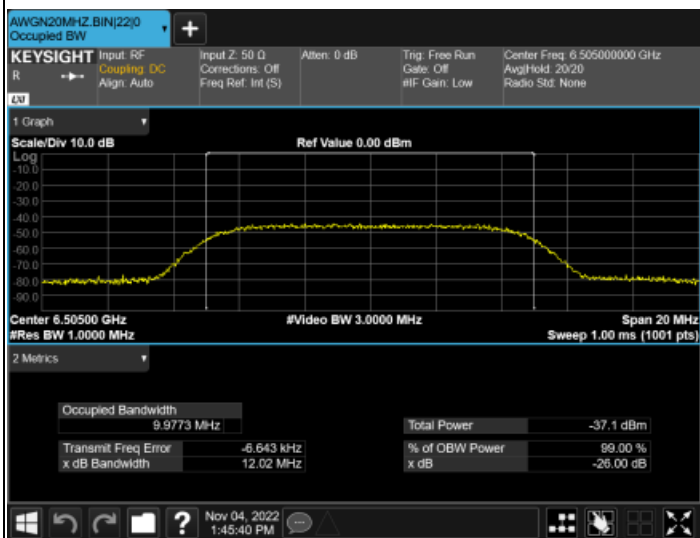 AWGN20MHZ.BIN|22|0
Occupied BW
KEYSIGHT
R
LXI
Input: RF
Coupling: DC
Align: Auto
Input Z: 50 Ω
Corrections: Off
Freq Ref: Int (S)
Atten: 0 dB
Trig: Free Run
Gate: Off
#IF Gain: Low
Center Freq: 6.505000000 GHz
Avg|Hold: 20/20
Radio Std: None
1 Graph
Scale/Div 10.0 dB
Ref Value 0.00 dBm
Log
-10.0
-20.0
-30.0
-40.0
-50.0
-60.0
-70.0
-80.0
-90.0
Center 6.50500 GHz
#Video BW 3.0000 MHz
Span 20 MHz
#Res BW 1.0000 MHz
Sweep 1.00 ms (1001 pts)
2 Metrics
Occupied Bandwidth
9.9773 MHz
Total Power -37.1 dBm
Transmit Freq Error -6.643 kHz
% of OBW Power 99.00 %
x dB Bandwidth 12.02 MHz
x dB -26.00 dB
?
Nov 04, 2022
1:45:40 PM